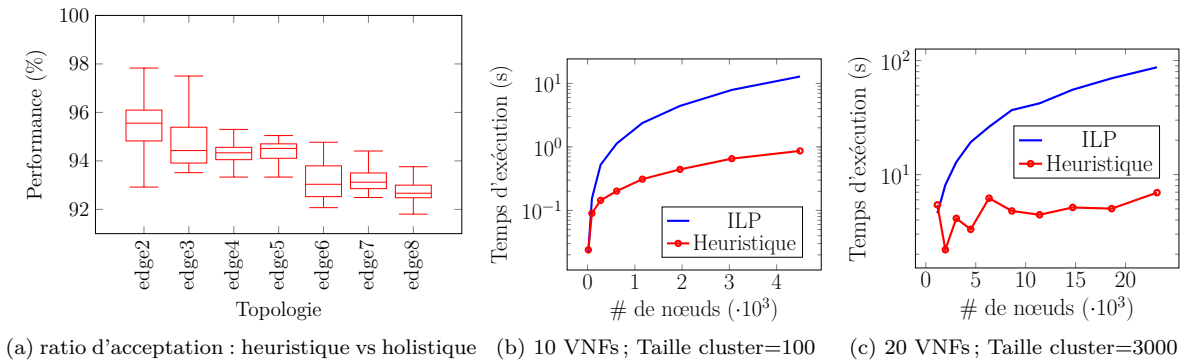 100
98
96
94
92
Performance (%)
edge2
edge3
edge4
edge5
edge6
edge7
edge8
Topologie
(a) ratio d'acceptation : heuristique vs holistique
10^1
10^0
10^−1
Temps d'exécution (s)
ILP
Heuristique
0 1 2 3 4
# de nœuds (·10^3)
(b) 10 VNFs ; Taille cluster=100
10^2
10^1
Temps d'exécution (s)
ILP
Heuristique
0 5 10 15 20
# de nœuds (·10^3)
(c) 20 VNFs ; Taille cluster=3000